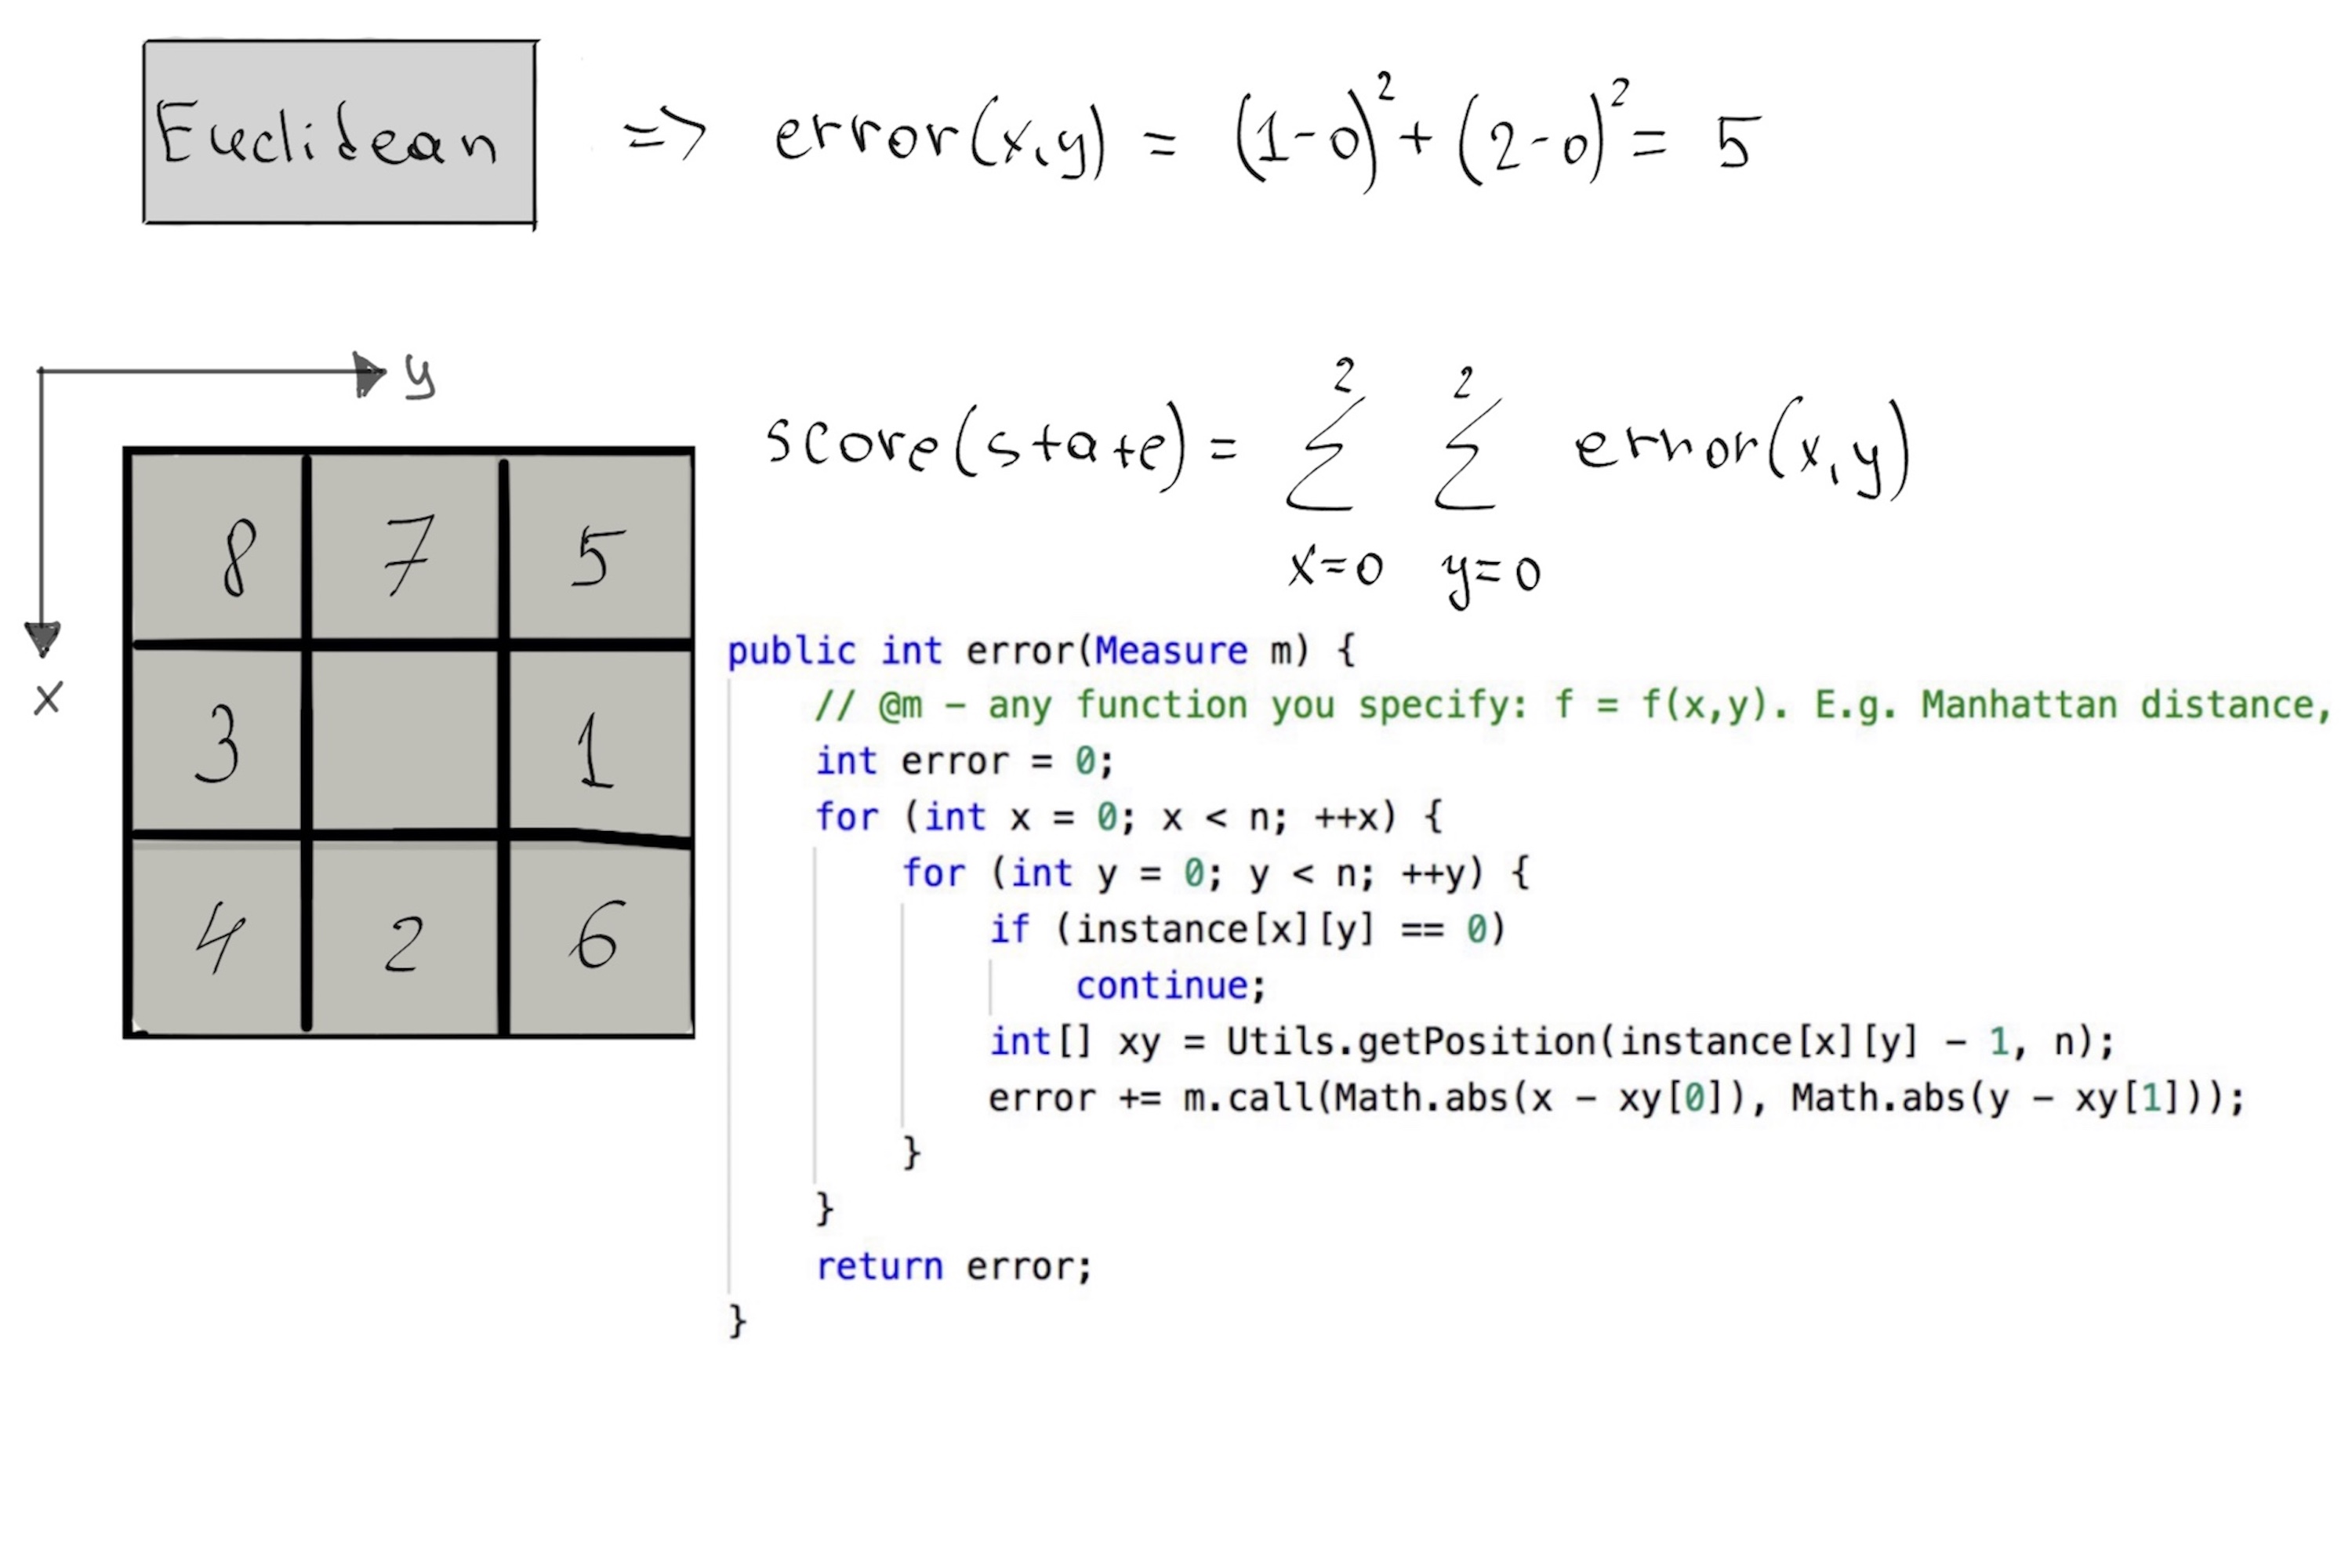 Euclidean => error(x,y) = (1-0)² + (2-0)² = 5
y
x
score(state) = ∑ ∑ error(x,y)
2 2
x=0 y=0
8 7 5
3 1
4 2 6
public int error(Measure m) {
// @m – any function you specify: f = f(x,y). E.g. Manhattan distance,
int error = 0;
for (int x = 0; x < n; ++x) {
for (int y = 0; y < n; ++y) {
if (instance[x][y] == 0)
continue;
int[] xy = Utils.getPosition(instance[x][y] – 1, n);
error += m.call(Math.abs(x – xy[0]), Math.abs(y – xy[1]));
}
}
return error;
}